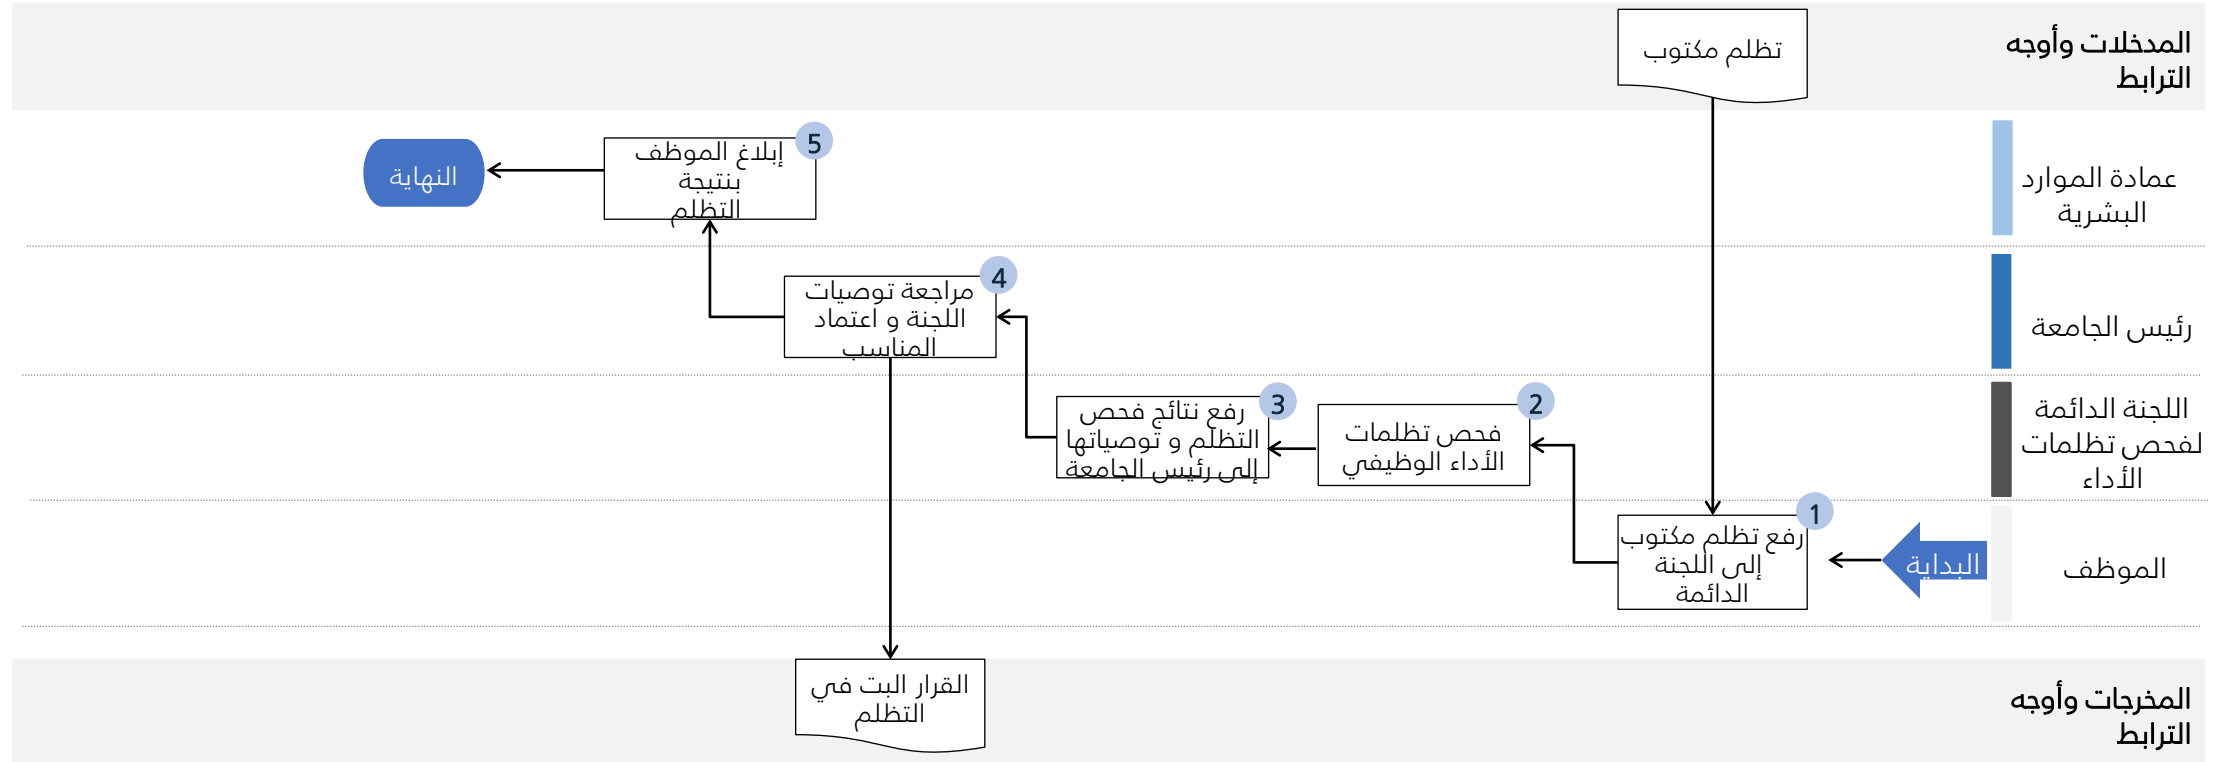 المدخلات وأوجه
الترابط
تظلم مكتوب
عمادة الموارد
البشرية
5
إبلاغ الموظف
بنتيجة
التظلم
النهاية
رئيس الجامعة
4
مراجعة توصيات
اللجنة و اعتماد
المناسب
اللجنة الدائمة
لفحص تظلمات
الأداء
2
فحص تظلمات
الأداء الوظيفي
3
رفع نتائج فحص
التظلم و توصياتها
إلى رئيس الجامعة
الموظف
البداية
1
رفع تظلم مكتوب
إلى اللجنة
الدائمة
المخرجات وأوجه
الترابط
القرار البت في
التظلم